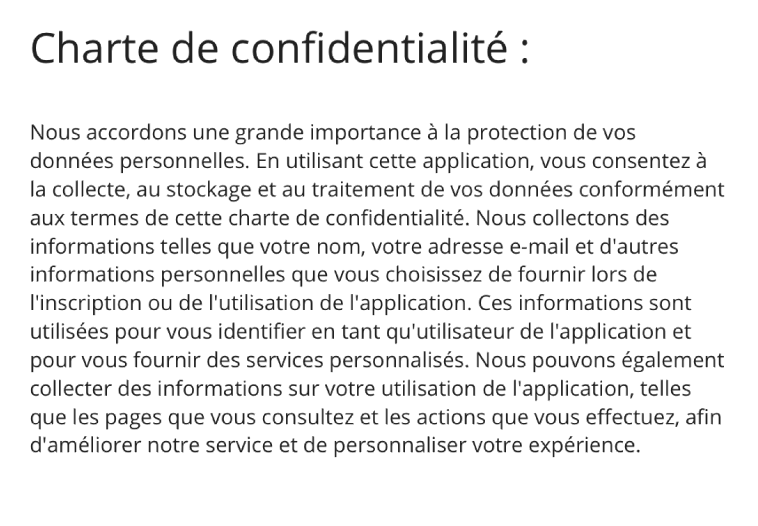 Charte de confidentialité :
Nous accordons une grande importance à la protection de vos
données personnelles. En utilisant cette application, vous consentez à
la collecte, au stockage et au traitement de vos données conformément
aux termes de cette charte de confidentialité. Nous collectons des
informations telles que votre nom, votre adresse e-mail et d'autres
informations personnelles que vous choisissez de fournir lors de
l'inscription ou de l'utilisation de l'application. Ces informations sont
utilisées pour vous identifier en tant qu'utilisateur de l'application et
pour vous fournir des services personnalisés. Nous pouvons également
collecter des informations sur votre utilisation de l'application, telles
que les pages que vous consultez et les actions que vous effectuez, afin
d'améliorer notre service et de personnaliser votre expérience.